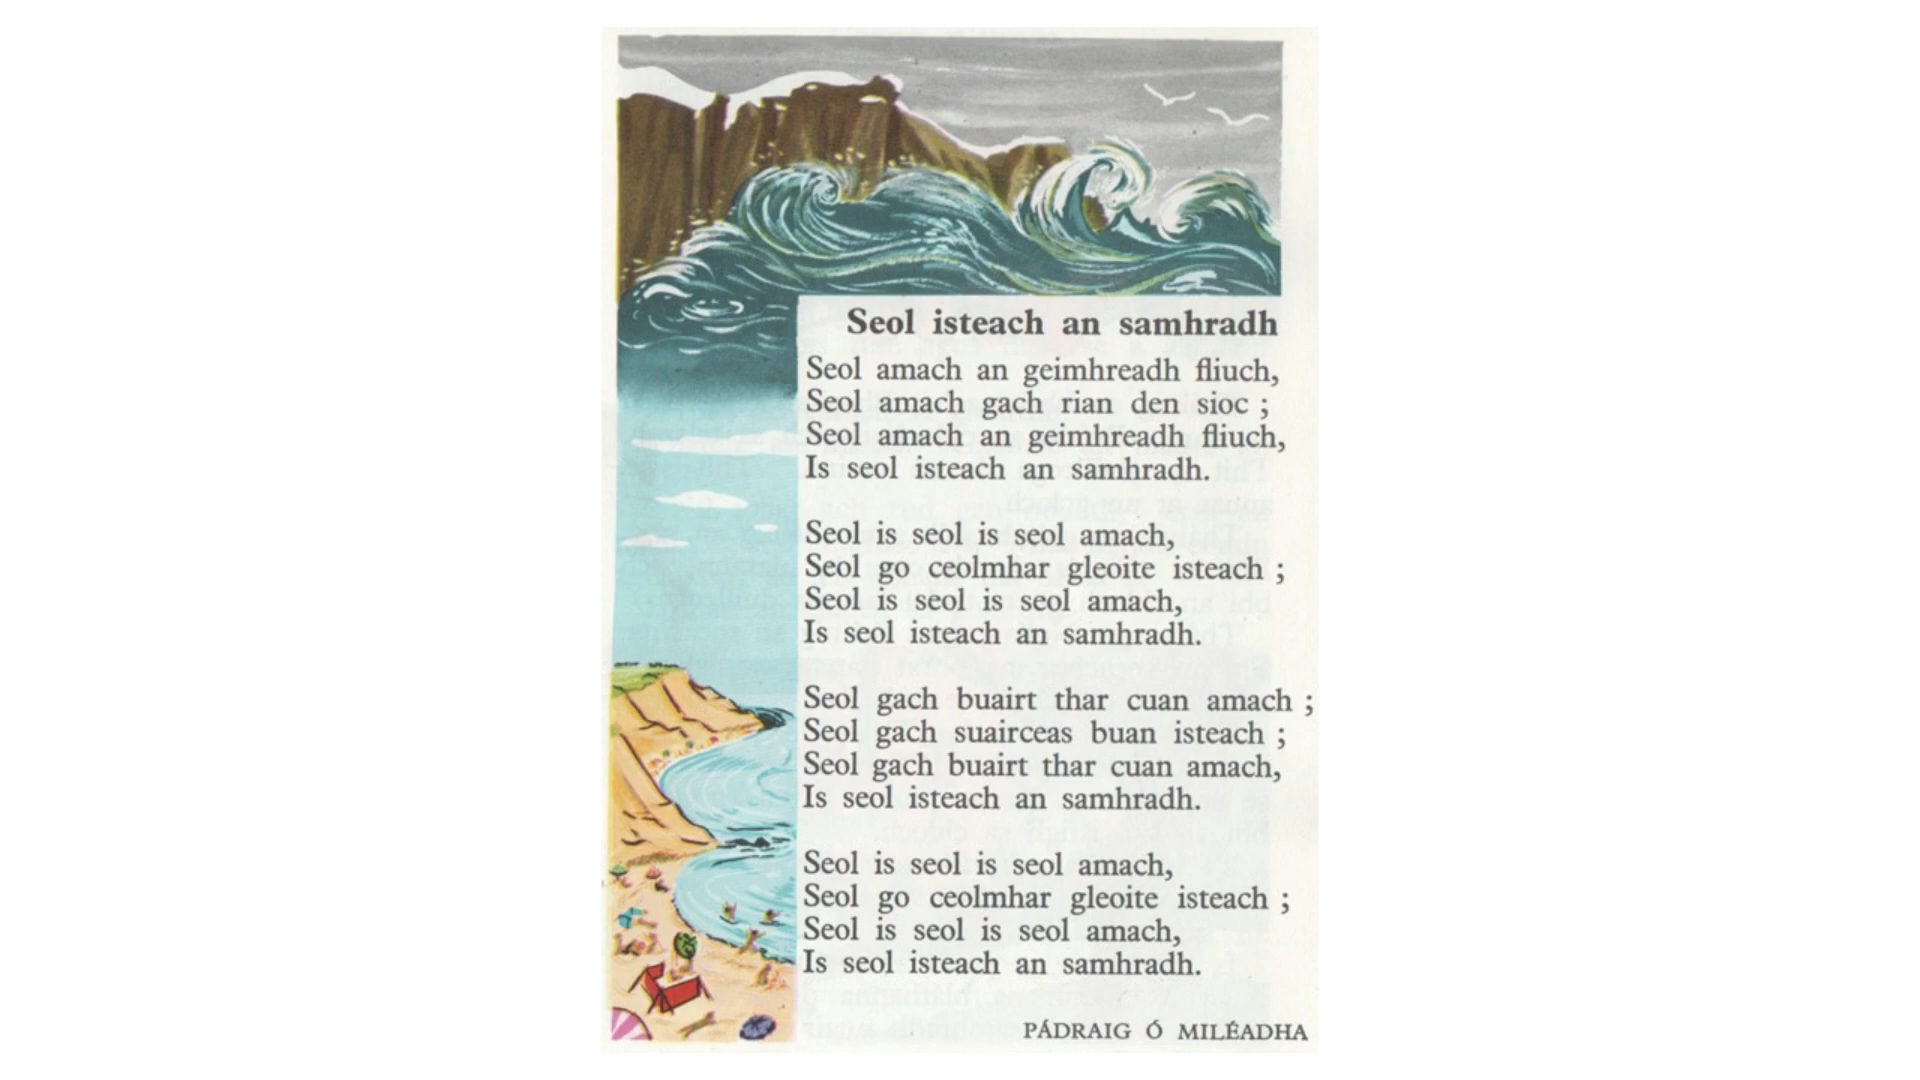 Seol isteach an samhradh
Seol amach an geimhreadh fliuch,
Seol amach gach rian den sioc ;
Seol amach an geimhreadh fliuch,
Is seol isteach an samhradh.
Seol is seol is seol amach,
Seol go ceolmhar gleoite isteach ;
Seol is seol is seol amach,
Is seol isteach an samhradh.
Seol gach buairt thar cuan amach ;
Seol gach suairceas buan isteach ;
Seol gach buairt thar cuan amach,
Is seol isteach an samhradh.
Seol is seol is seol amach,
Seol go ceolmhar gleoite isteach ;
Seol is seol is seol amach,
Is seol isteach an samhradh.
PÁDRAIG Ó MILÉADHA